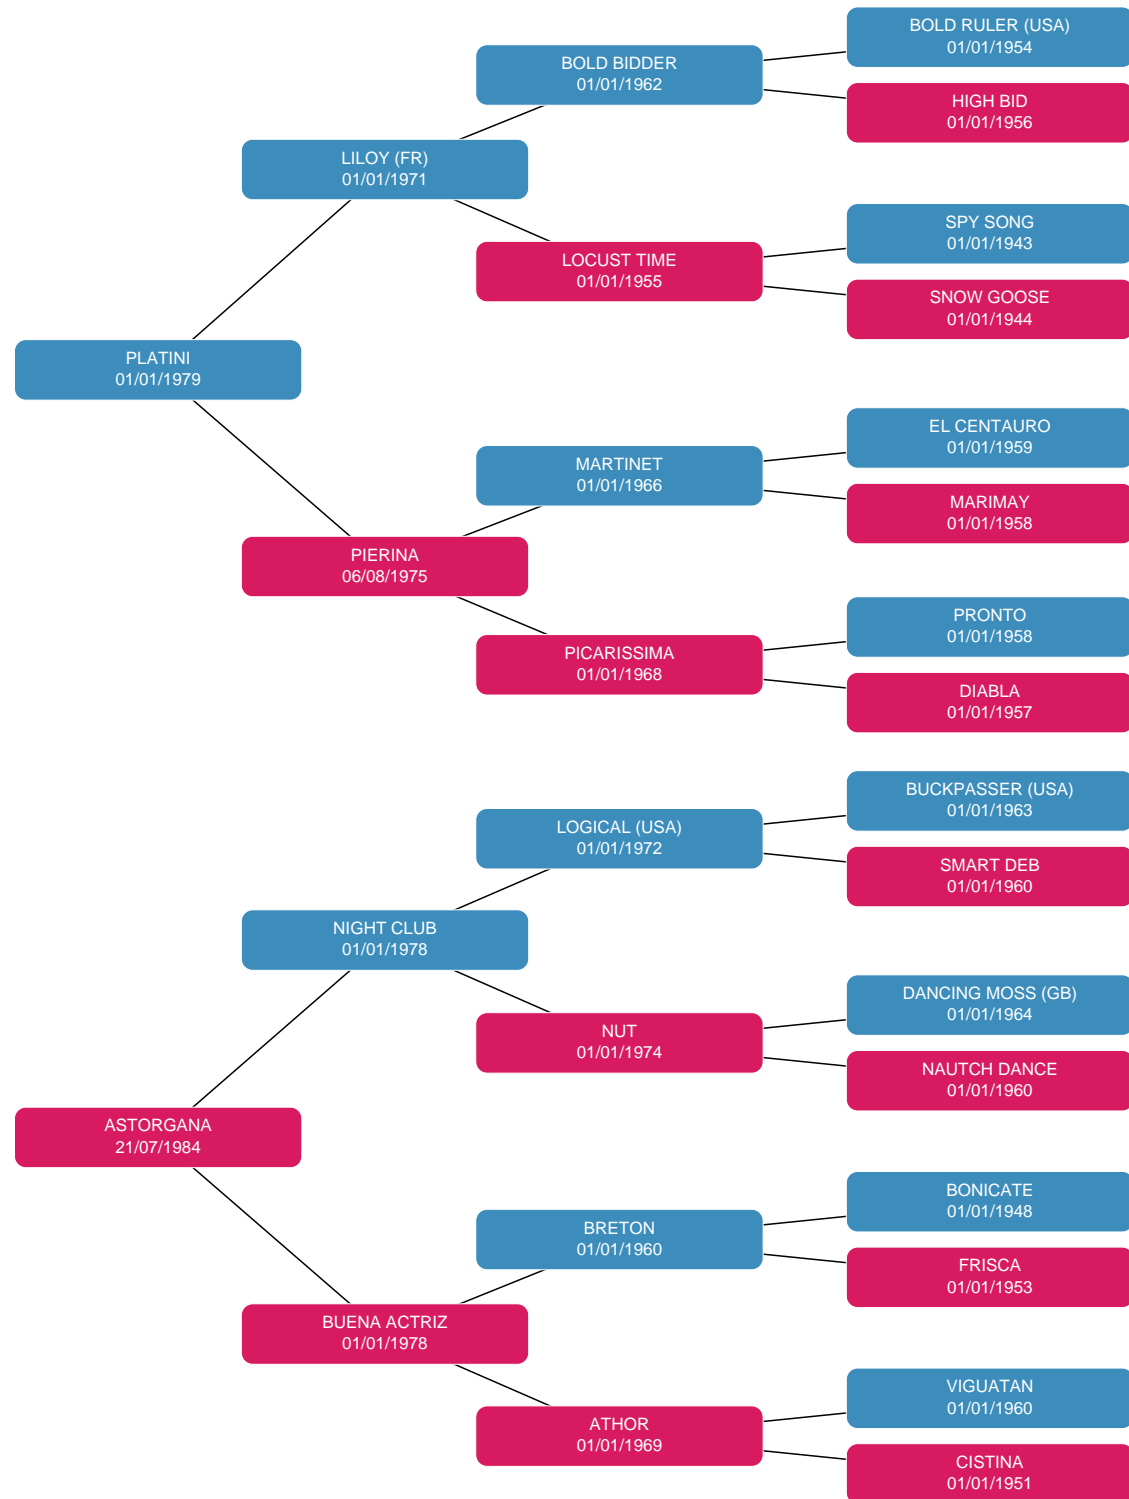 BOLD RULER (USA)
01/01/1954
BOLD BIDDER
01/01/1962
HIGH BID
01/01/1956
LILOY (FR)
01/01/1971
SPY SONG
01/01/1943
LOCUST TIME
01/01/1955
SNOW GOOSE
01/01/1944
PLATINI
01/01/1979
EL CENTAURO
01/01/1959
MARTINET
01/01/1966
MARIMAY
01/01/1958
PIERINA
06/08/1975
PRONTO
01/01/1958
PICARISSIMA
01/01/1968
DIABLA
01/01/1957
BUCKPASSER (USA)
01/01/1963
LOGICAL (USA)
01/01/1972
SMART DEB
01/01/1960
NIGHT CLUB
01/01/1978
DANCING MOSS (GB)
01/01/1964
NUT
01/01/1974
NAUTCH DANCE
01/01/1960
ASTORGANA
21/07/1984
BONICATE
01/01/1948
BRETON
01/01/1960
FRISCA
01/01/1953
BUENA ACTRIZ
01/01/1978
VIGUATAN
01/01/1960
ATHOR
01/01/1969
CISTINA
01/01/1951